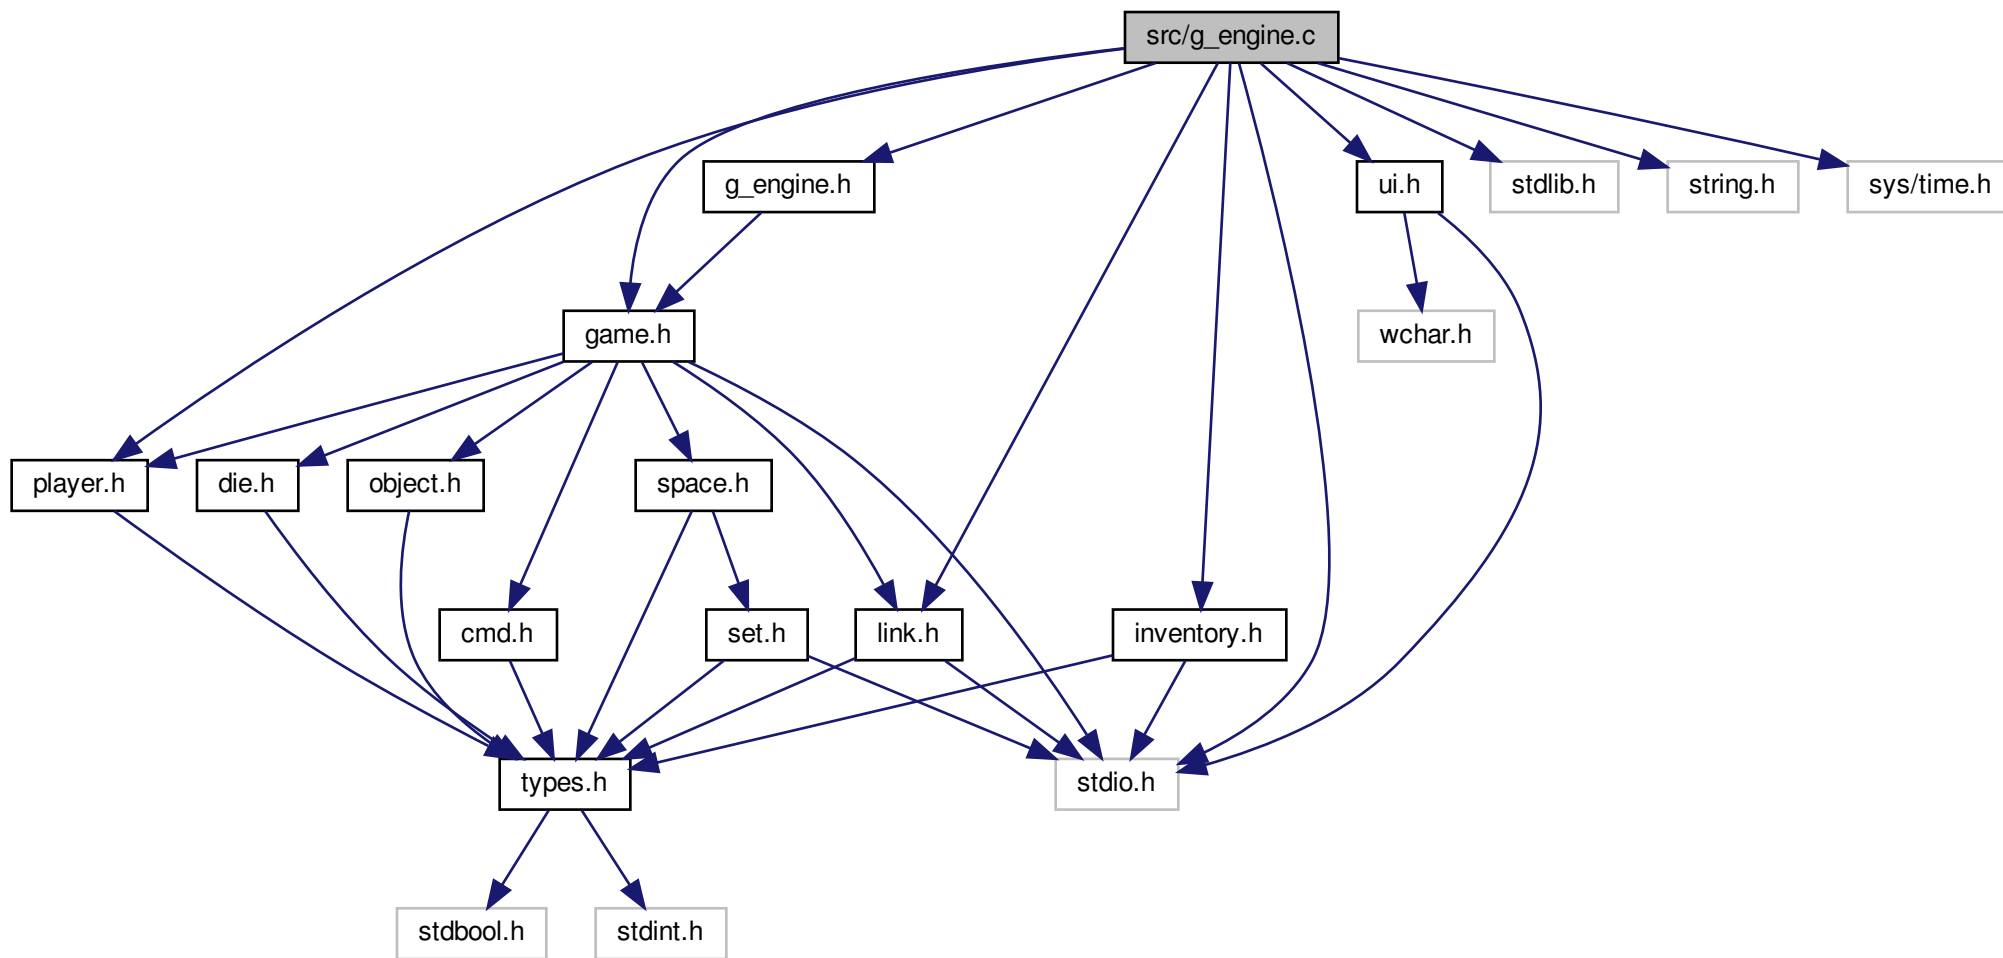 src/g_engine.c
g_engine.h
ui.h
stdlib.h
string.h
sys/time.h
game.h
wchar.h
player.h
die.h
object.h
space.h
cmd.h
set.h
link.h
inventory.h
types.h
stdio.h
stdbool.h
stdint.h